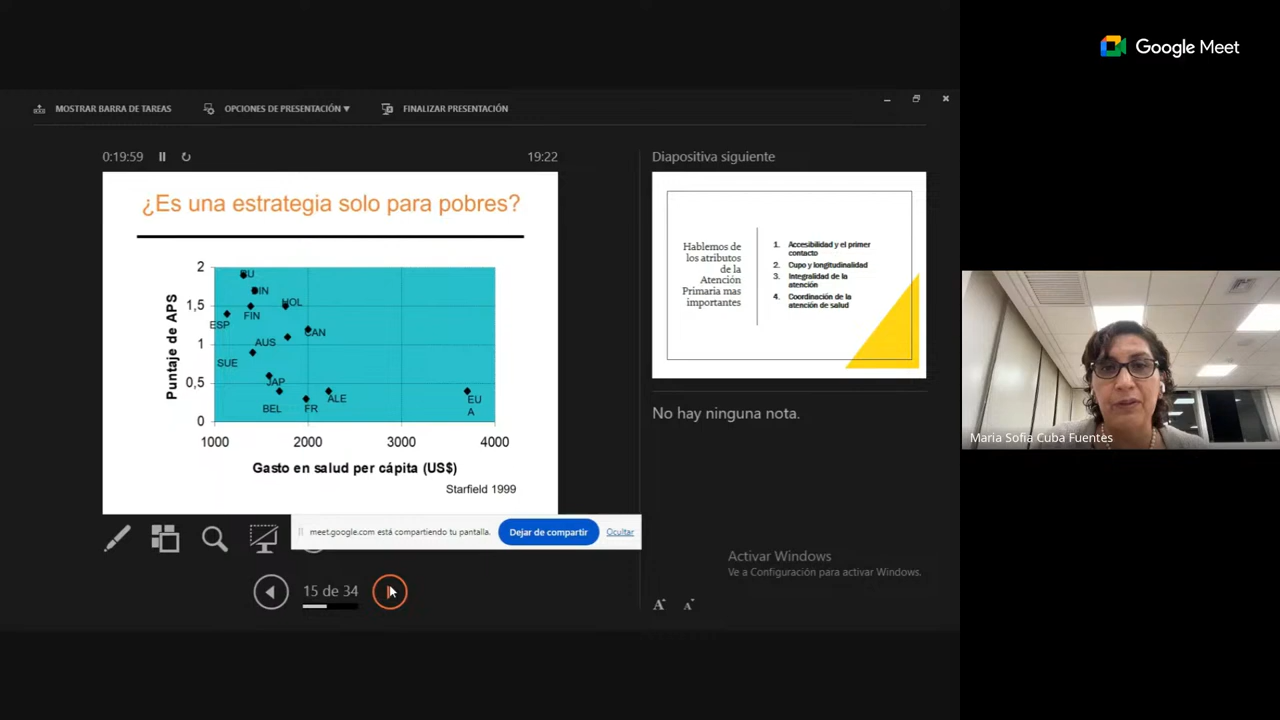 Google Meet
MOSTRAR BARRA DE TAREAS
OPCIONES DE PRESENTACIÓN ▼
FINALIZAR PRESENTACIÓN
0:19:59
19:22
Diapositiva siguiente
¿Es una estrategia solo para pobres?
Puntaje de APS
2
1,5
1
0,5
0
HOL
FIN
ESP
CAN
AUS
SUE
JAP
ALE
BEL
FR
EU
A
1000
2000
3000
4000
Gasto en salud per cápita (US$)
Starfield 1999
Hablemos de
los atributos
de la
Atención
Primaria mas
importantes
1. Accesibilidad y el primer
contacto
2. Cupo y longitudinalidad
3. Integralidad de la
atención
4. Coordinación de la
atención de salud
No hay ninguna nota.
Maria Sofia Cuba Fuentes
meet.google.com está compartiendo tu pantalla.
Dejar de compartir
Ocultar
Activar Windows
Ve a Configuración para activar Windows.
15 de 34
A
A